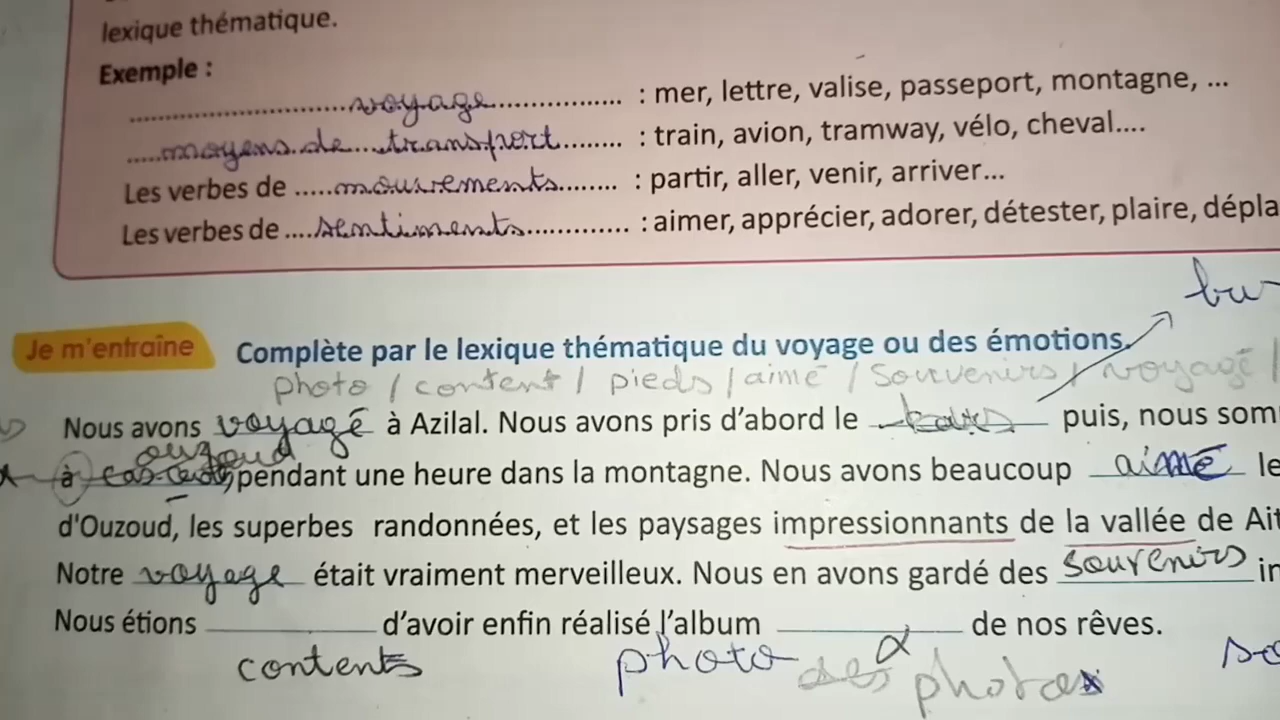 lexique thématique.
Exemple :
voyage : mer, lettre, valise, passeport, montagne, ...
moyens de transport : train, avion, tramway, vélo, cheval....
Les verbes de mouvements : partir, aller, venir, arriver...
Les verbes de sentiments : aimer, apprécier, adorer, détester, plaire, dépla
bu
Je m'entraîne Complète par le lexique thématique du voyage ou des émotions.
photo / content / pieds / aimé / souvenirs / voyagé /
Nous avons voyagé à Azilal. Nous avons pris d'abord le puis, nous som
ouzoud
à pendant une heure dans la montagne. Nous avons beaucoup aimé le
d'Ouzoud, les superbes randonnées, et les paysages impressionnants de la vallée de Ait
Notre voyage était vraiment merveilleux. Nous en avons gardé des souvenirs in
Nous étions d'avoir enfin réalisé l'album de nos rêves.
contents photo des photos